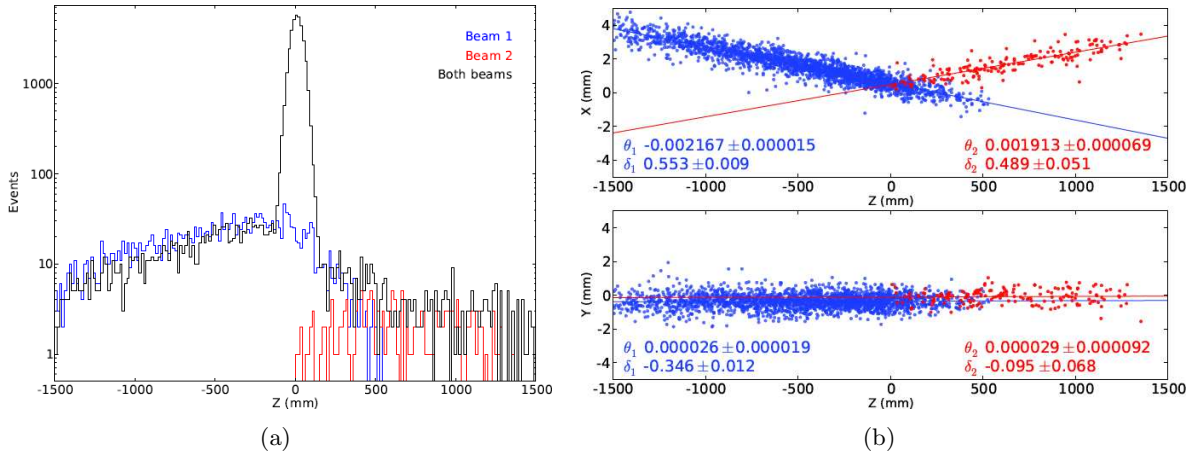 Beam 1
Beam 2
Both beams
1000
100
10
1
Events
-1500 -1000 -500 0 500 1000 1500
Z (mm)
(a)
4
2
0
-2
-4
X (mm)
θ1 -0.002167±0.000015
δ1 0.553±0.009
θ2 0.001913±0.000069
δ2 0.489±0.051
-1500 -1000 -500 0 500 1000 1500
Z (mm)
4
2
0
-2
-4
Y (mm)
θ1 0.000026±0.000019
δ1 -0.346±0.012
θ2 0.000029±0.000092
δ2 -0.095±0.068
-1500 -1000 -500 0 500 1000 1500
Z (mm)
(b)